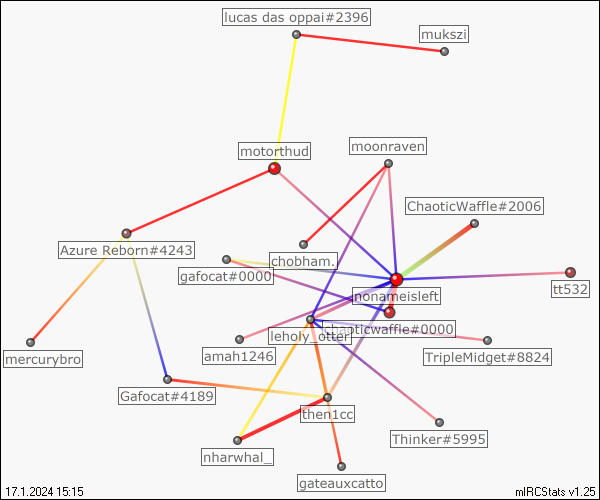 lucas das oppai#2396
mukszi
motorthud
moonraven
ChaoticWaffle#2006
Azure Reborn#4243
chobham.
gafocat#0000
nonameisleft
tt532
chaoticwaffle#0000
leholy_otter
amah1246
TripleMidget#8824
mercurybro
Gafocat#4189
then1cc
Thinker#5995
nharwhal_
gateauxcatto
17.1.2024 15:15
mIRCStats v1.25